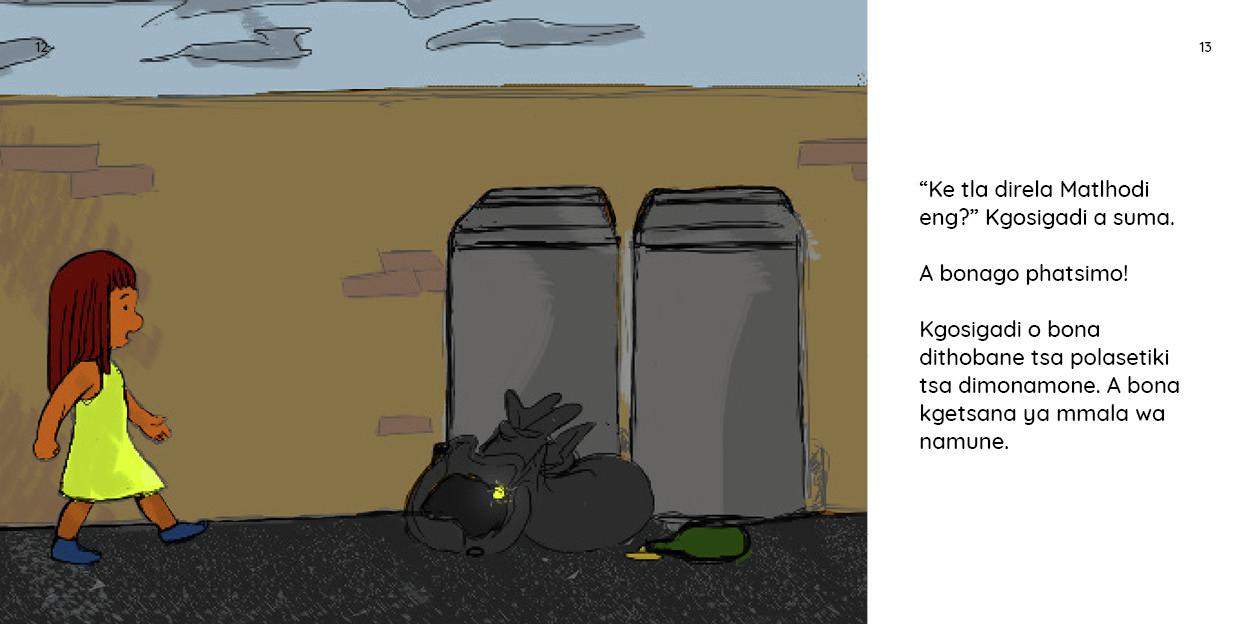 12
13
“Ke tla direla Matlhodi
eng?” Kgosigadi a suma.
A bonago phatsimo!
Kgosigadi o bona
dithobane tsa polasetiki
tsa dimonamone. A bona
kgetsana ya mmala wa
namune.